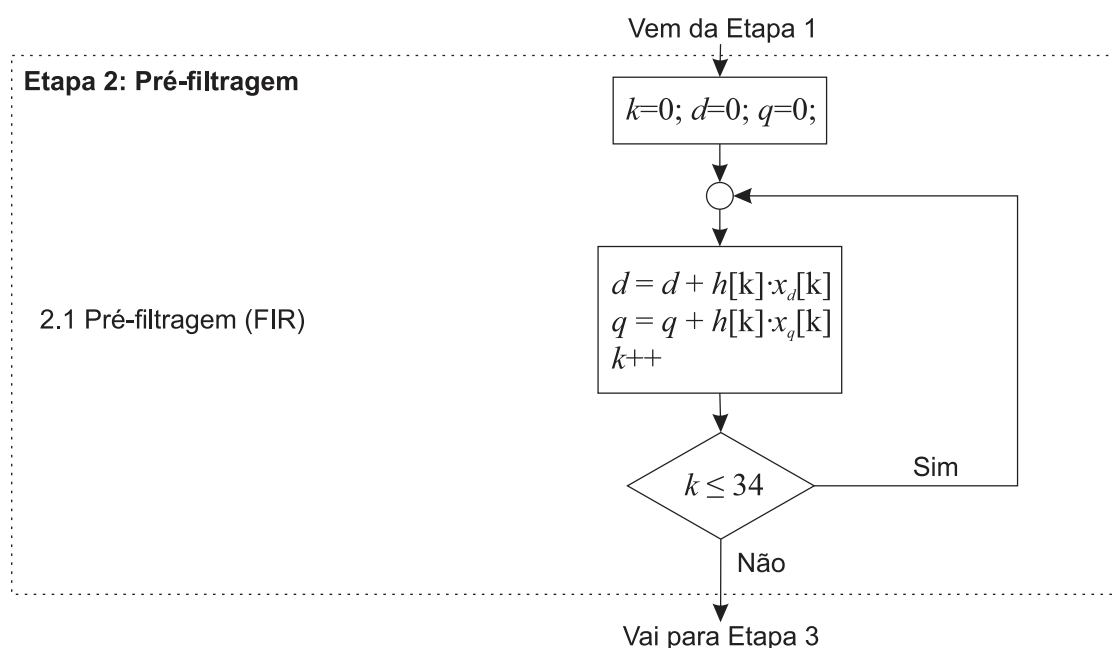 Vem da Etapa 1
Etapa 2: Pré-filtragem
k=0; d=0; q=0;
2.1 Pré-filtragem (FIR)
d = d + h[k]·x_d[k]
q = q + h[k]·x_q[k]
k++
k ≤ 34
Sim
Não
Vai para Etapa 3